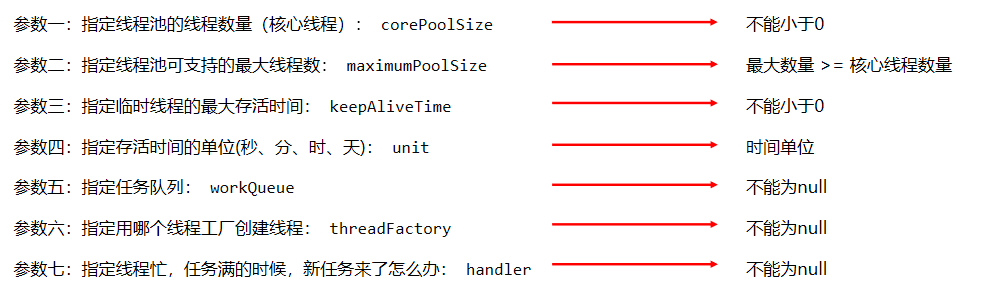 参数一：指定线程池的线程数量（核心线程）： corePoolSize 不能小于0
参数二：指定线程池可支持的最大线程数： maximumPoolSize 最大数量 >= 核心线程数量
参数三：指定临时线程的最大存活时间： keepAliveTime 不能小于0
参数四：指定存活时间的单位(秒、分、时、天)： unit 时间单位
参数五：指定任务队列： workQueue 不能为null
参数六：指定用哪个线程工厂创建线程： threadFactory 不能为null
参数七：指定线程忙，任务满的时候，新任务来了怎么办： handler 不能为null